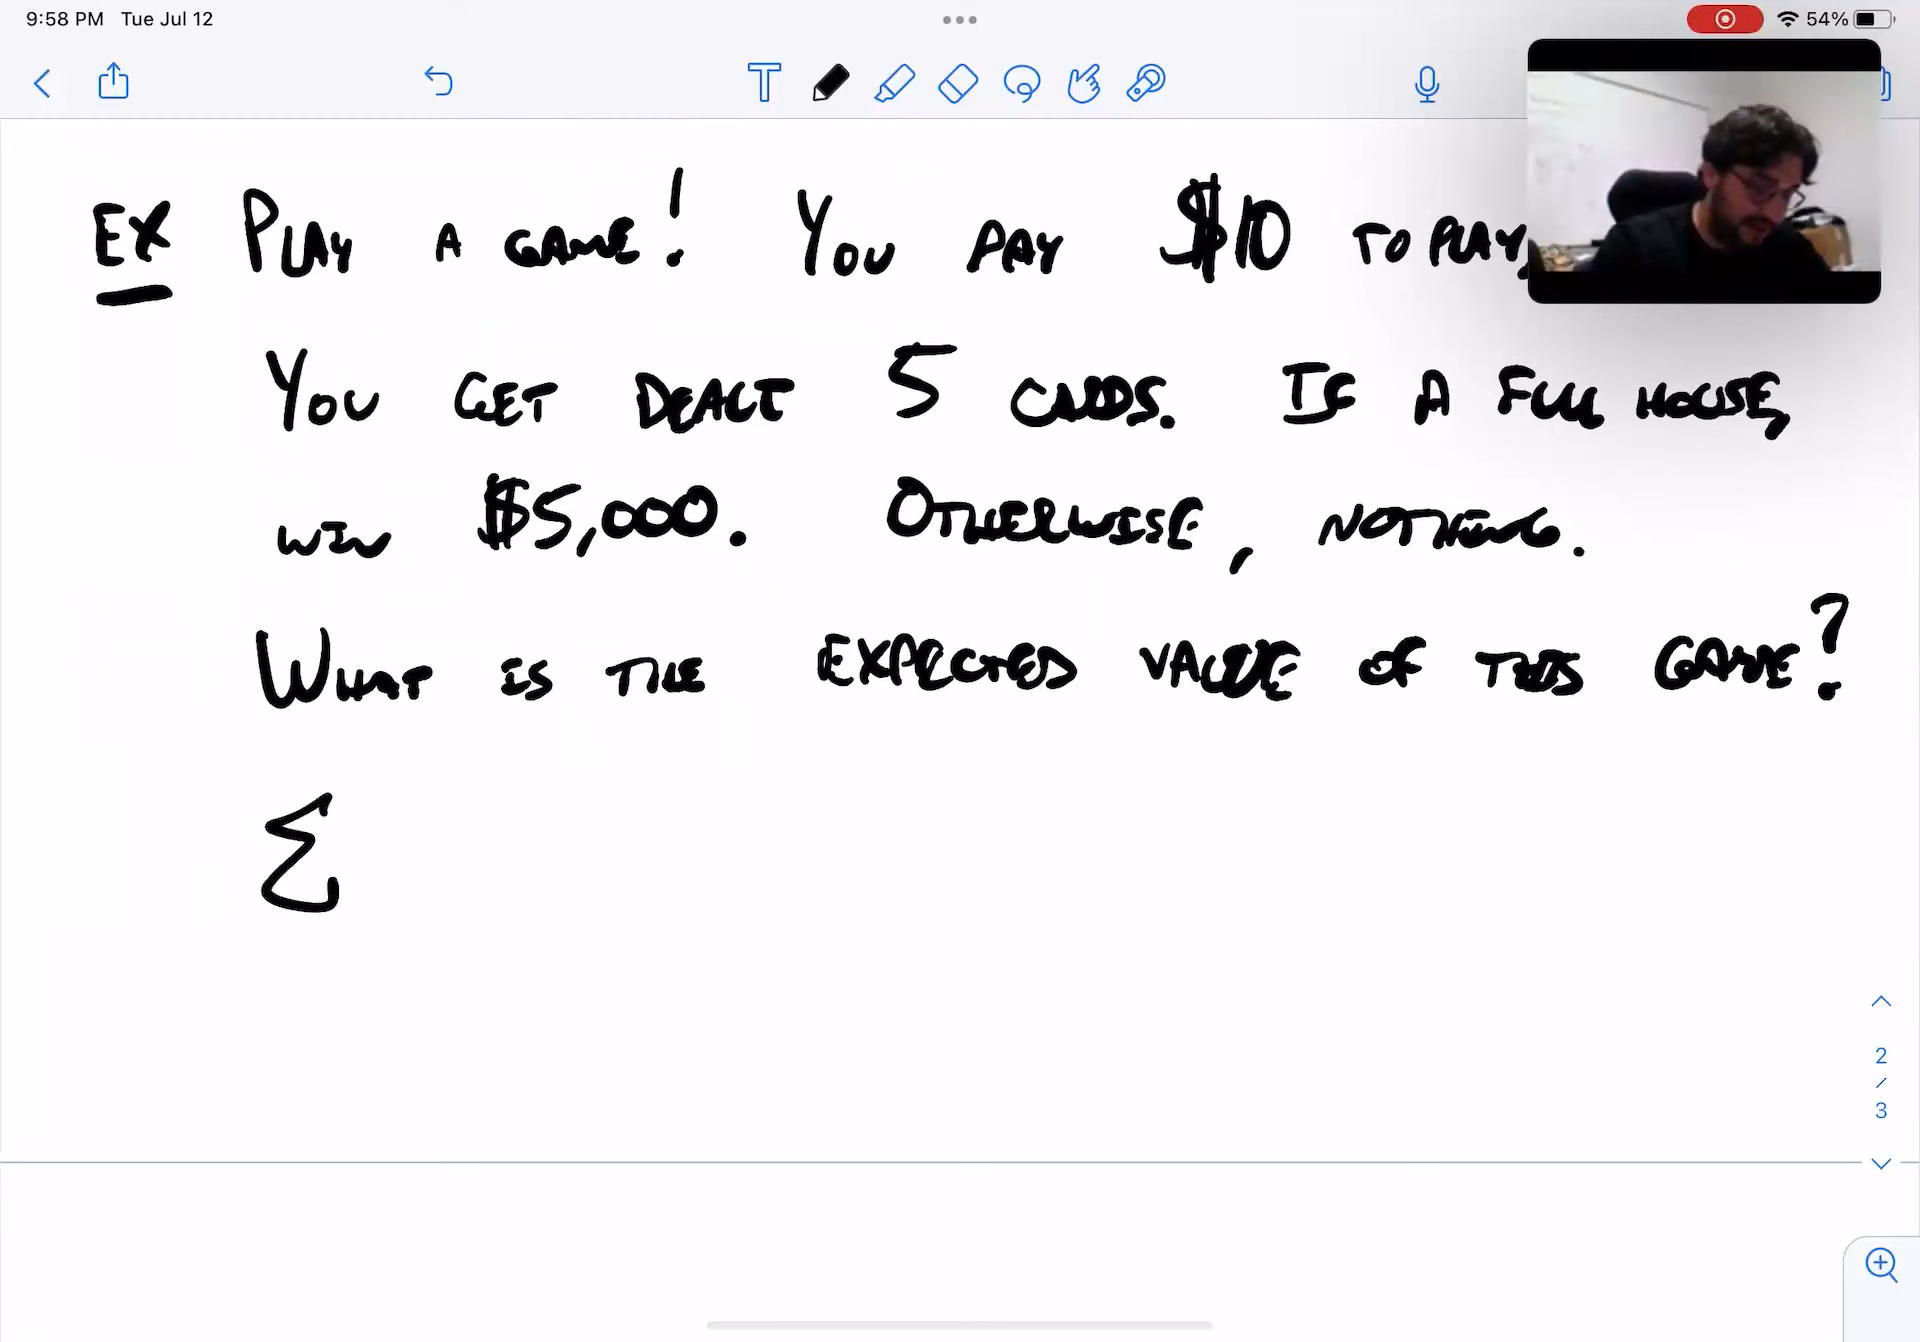 9:58 PM Tue Jul 12
54%
EX PLAY A GAME! YOU PAY $10 TO PLAY,
YOU GET DEALT 5 CARDS. IF A FULL HOUSE,
WIN $5,000. OTHERWISE, NOTHING.
WHAT IS THE EXPECTED VALUE OF THIS GAME?
Σ
2
/
3